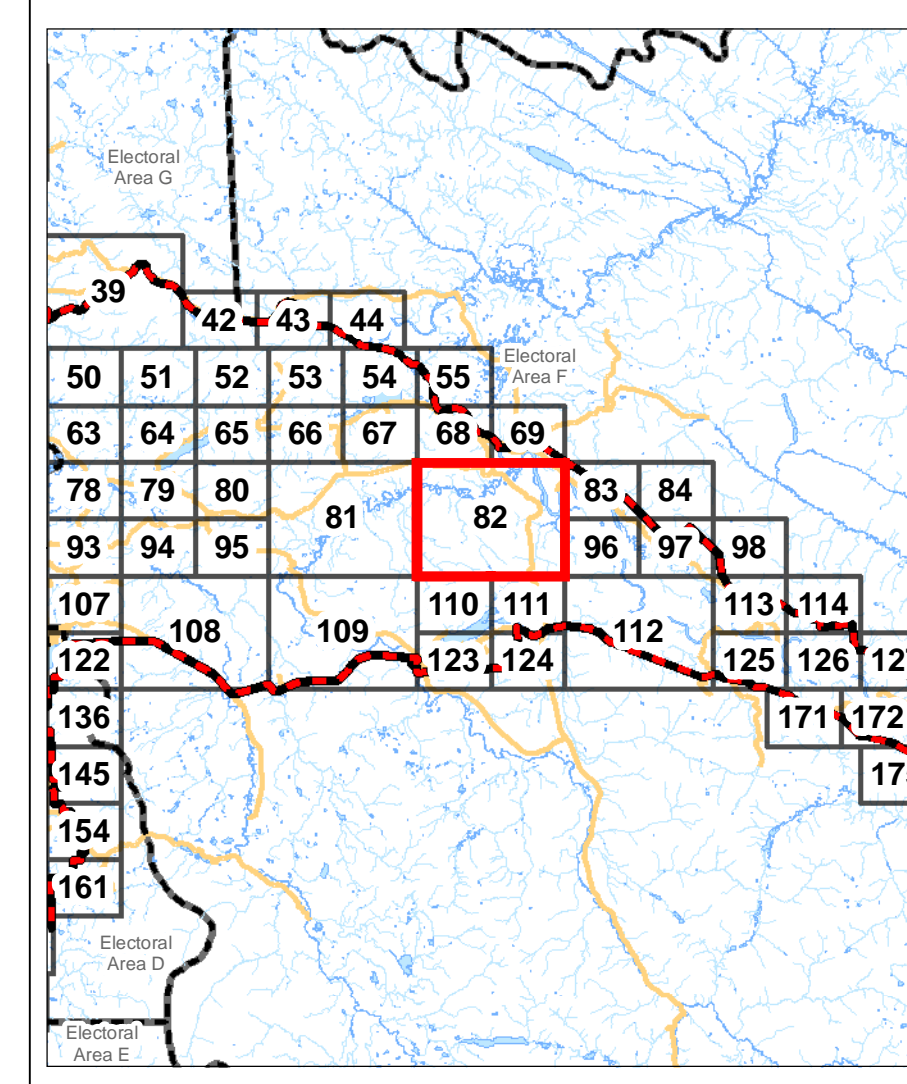 Electoral
Area G
39
42 43 44
50 51 52 53 54 55
Electoral
Area F
63 64 65 66 67 68 69
78 79 80 81 82 83 84
93 94 95 96 97 98
107 108 109 110 111 112 113 114
122 123 124 125 126 127
136 171 172
145
154
161
Electoral
Area D
Electoral
Area E